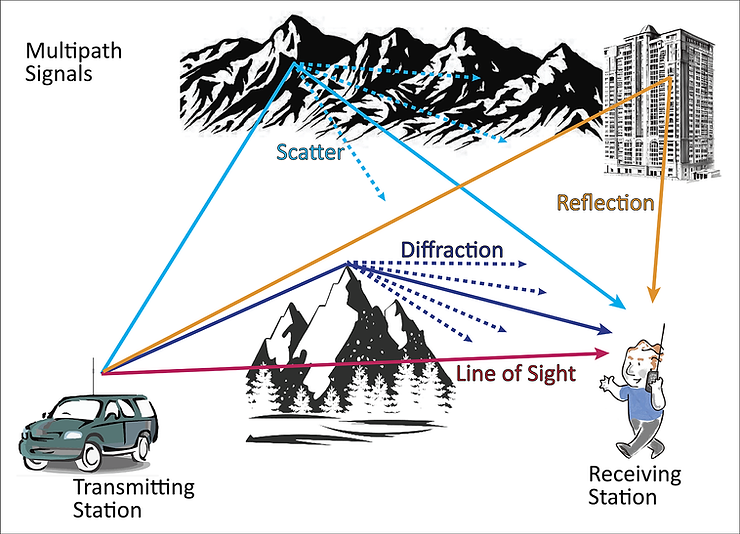 Multipath
Signals
Scatter
Reflection
Diffraction
Line of Sight
Transmitting
Station
Receiving
Station